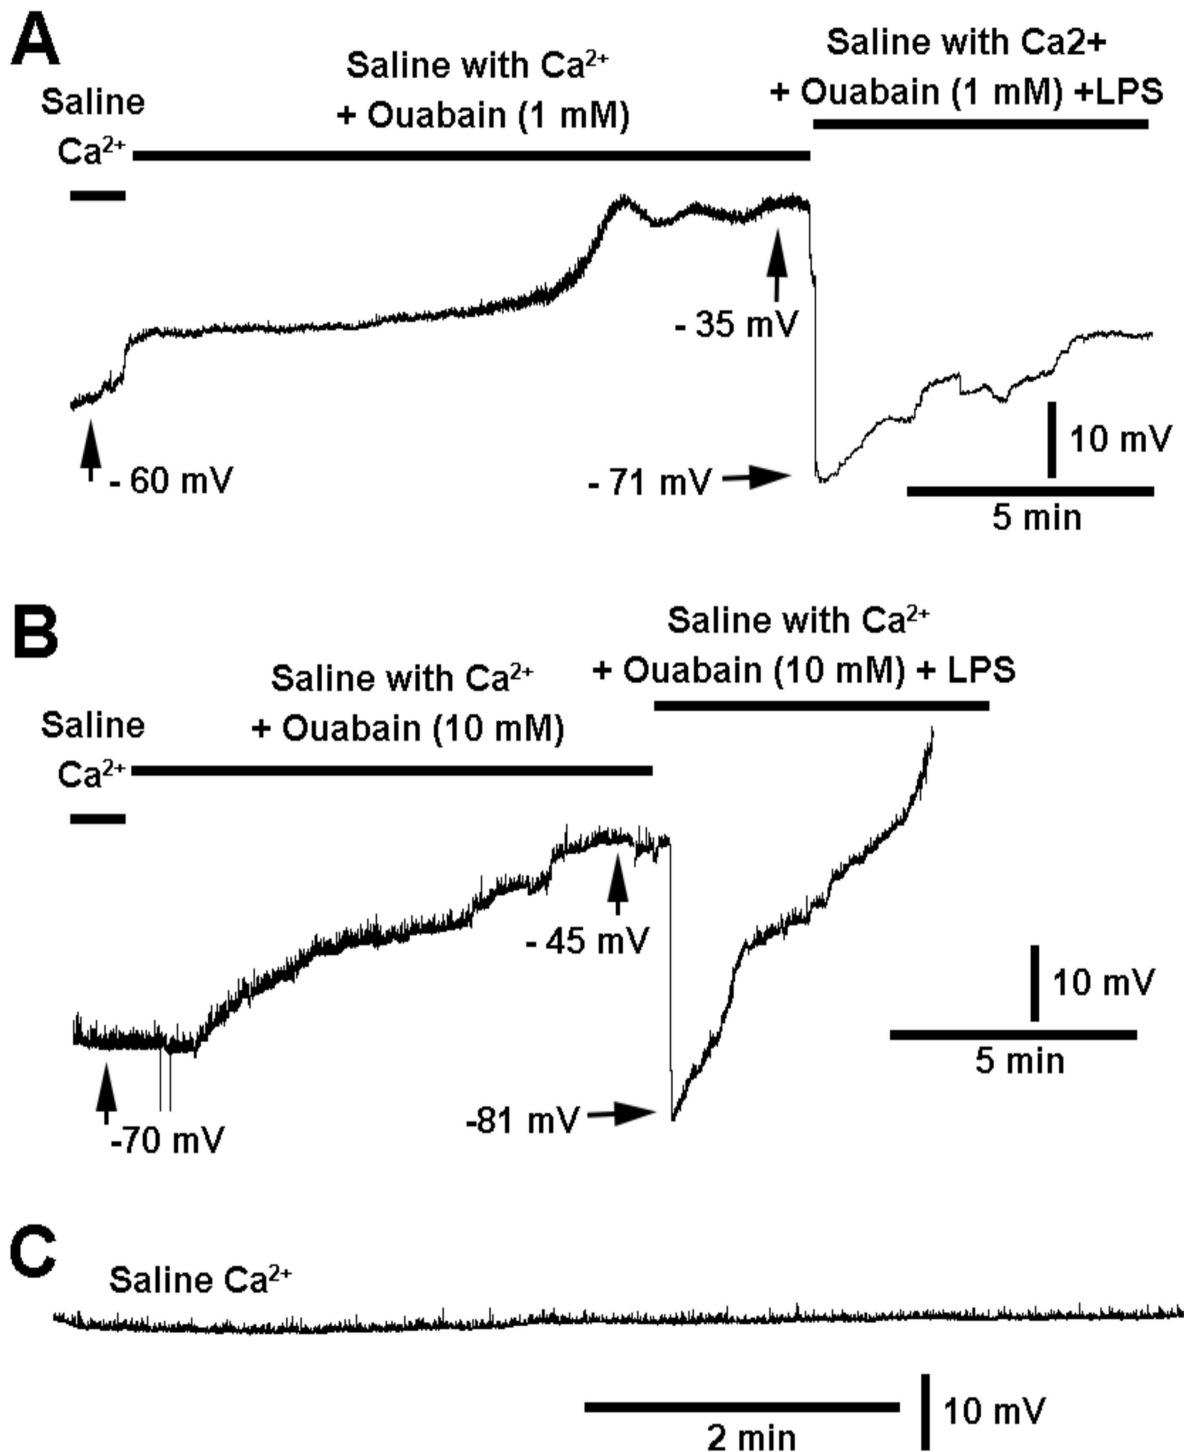 A
Saline
Ca²⁺
Saline with Ca²⁺
+ Ouabain (1 mM)
Saline with Ca2+
+ Ouabain (1 mM) +LPS
- 35 mV
- 60 mV
- 71 mV
10 mV
5 min
B
Saline
Ca²⁺
Saline with Ca²⁺
+ Ouabain (10 mM)
Saline with Ca²⁺
+ Ouabain (10 mM) + LPS
- 45 mV
-70 mV
-81 mV
10 mV
5 min
C
Saline Ca²⁺
2 min
10 mV